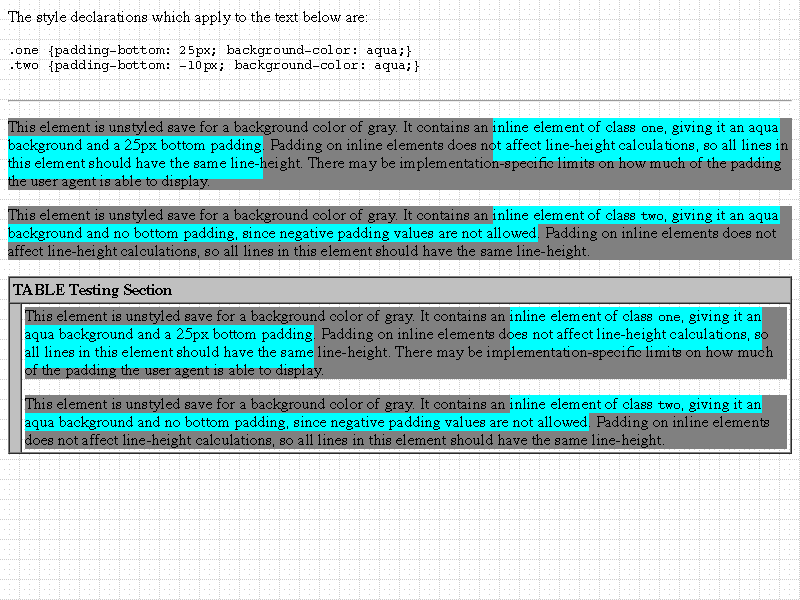 The style declarations which apply to the text below are:
.one {padding-bottom: 25px; background-color: aqua;}
.two {padding-bottom: -10px; background-color: aqua;}
This element is unstyled save for a background color of gray. It contains an inline element of class one, giving it an aqua
background and a 25px bottom padding. Padding on inline elements does not affect line-height calculations, so all lines in
this element should have the same line-height. There may be implementation-specific limits on how much of the padding
the user agent is able to display.
This element is unstyled save for a background color of gray. It contains an inline element of class two, giving it an aqua
background and no bottom padding, since negative padding values are not allowed. Padding on inline elements does not
affect line-height calculations, so all lines in this element should have the same line-height.
TABLE Testing Section
This element is unstyled save for a background color of gray. It contains an inline element of class one, giving it an
aqua background and a 25px bottom padding. Padding on inline elements does not affect line-height calculations, so
all lines in this element should have the same line-height. There may be implementation-specific limits on how much
of the padding the user agent is able to display.
This element is unstyled save for a background color of gray. It contains an inline element of class two, giving it an
aqua background and no bottom padding, since negative padding values are not allowed. Padding on inline elements
does not affect line-height calculations, so all lines in this element should have the same line-height.